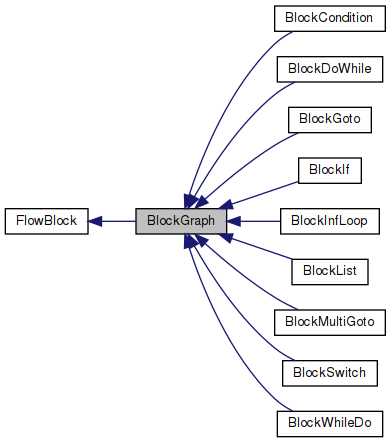 BlockCondition
BlockDoWhile
BlockGoto
BlockIf
FlowBlock
BlockGraph
BlockInfLoop
BlockList
BlockMultiGoto
BlockSwitch
BlockWhileDo